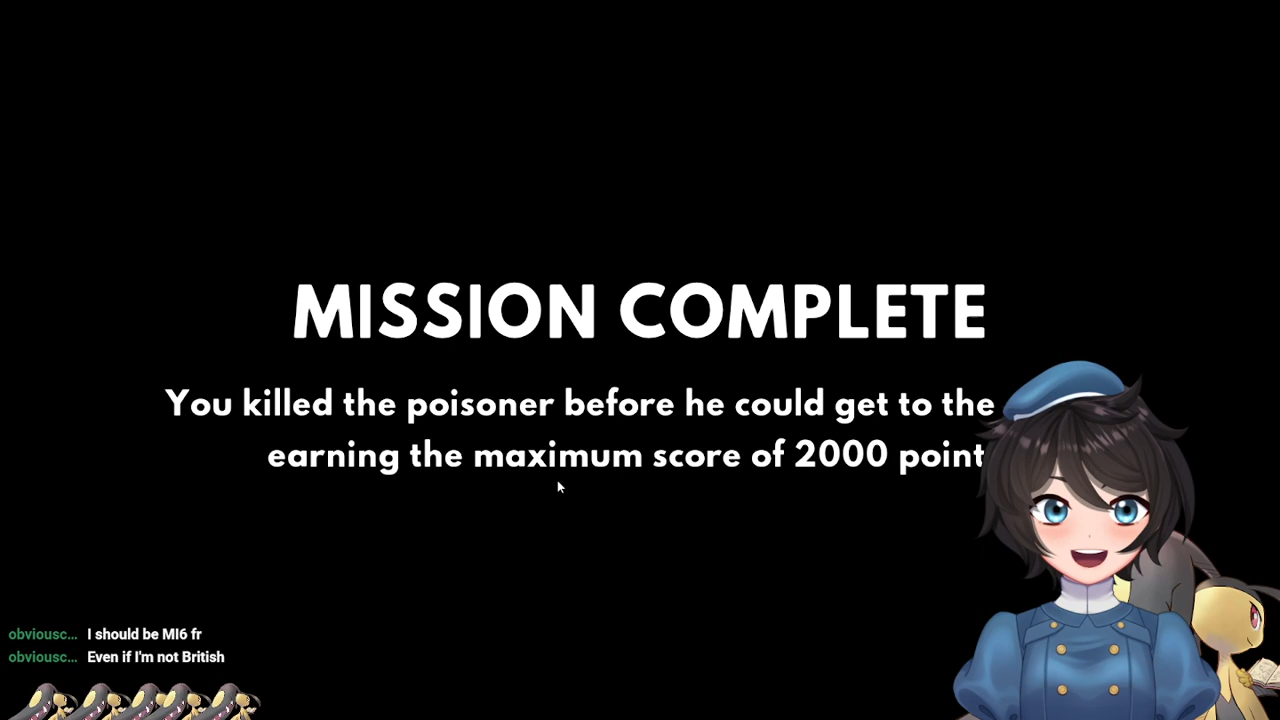 MISSION COMPLETE
You killed the poisoner before he could get to the
earning the maximum score of 2000 point
obviousc... I should be MI6 fr
obviousc... Even if I'm not British